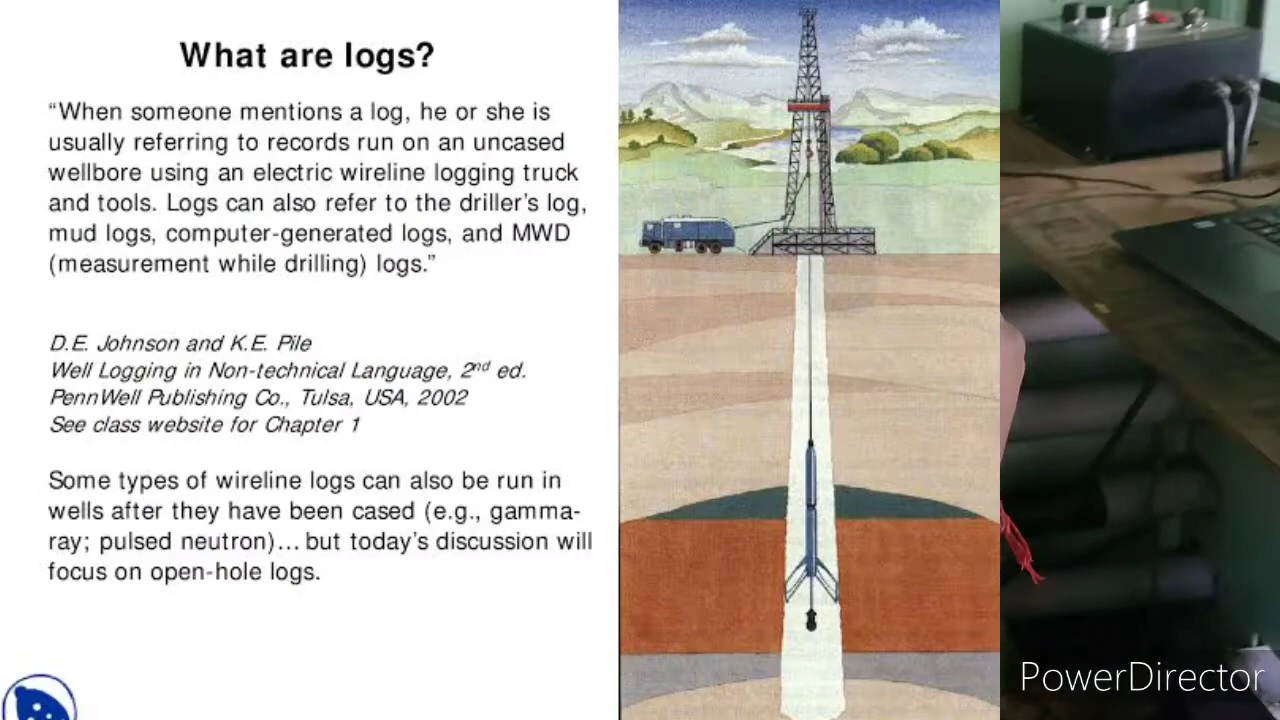 What are logs?
“When someone mentions a log, he or she is
usually referring to records run on an uncased
wellbore using an electric wireline logging truck
and tools. Logs can also refer to the driller’s log,
mud logs, computer-generated logs, and MWD
(measurement while drilling) logs.”
D.E. Johnson and K.E. Pile
Well Logging in Non-technical Language, 2nd ed.
PennWell Publishing Co., Tulsa, USA, 2002
See class website for Chapter 1
Some types of wireline logs can also be run in
wells after they have been cased (e.g., gamma-
ray; pulsed neutron)... but today’s discussion will
focus on open-hole logs.
PowerDirector